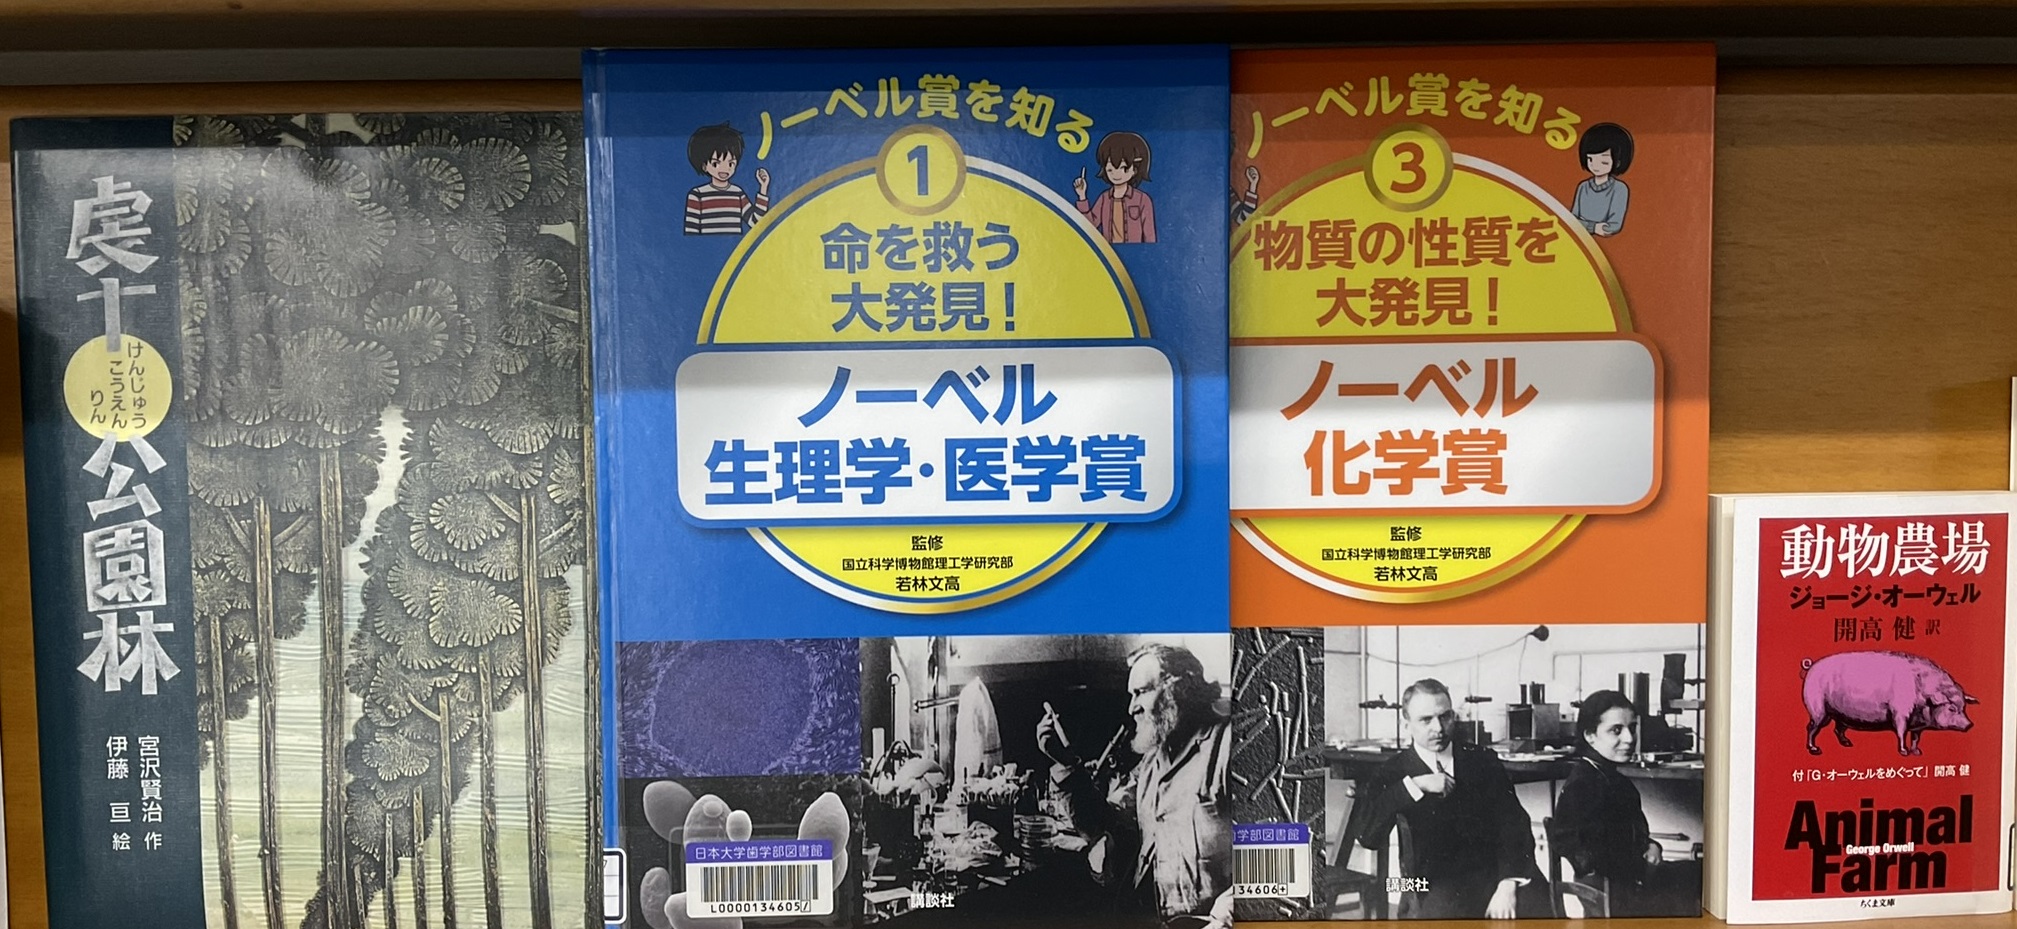 虔十公園林
けんじゅう
こうえん
りん
宮沢賢治 作
伊藤 亘 絵
ノーベル賞を知る
1
命を救う
大発見!
ノーベル
生理学・医学賞
監修
国立科学博物館理工学研究部
若林文高
日本大学歯学部図書館
L0000134605/
講談社
ノーベル賞を知る
3
物質の性質を
大発見!
ノーベル
化学賞
監修
国立科学博物館理工学研究部
若林文高
学部図書館
134606+
講談社
動物農場
ジョージ・オーウェル
開高 健 訳
付「G・オーウェルをめぐって」開高 健
Animal
George Orwell
Farm
ちくま文庫